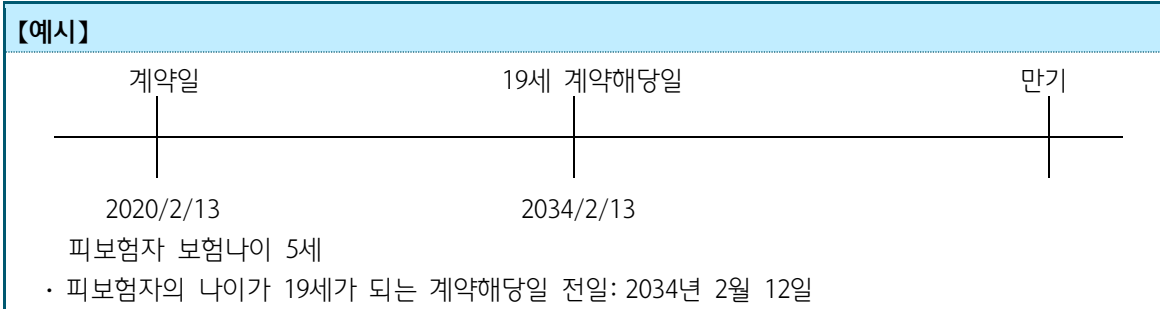 【예시】
계약일 19세 계약해당일 만기
2020/2/13 2034/2/13
피보험자 보험나이 5세
· 피보험자의 나이가 19세가 되는 계약해당일 전일: 2034년 2월 12일